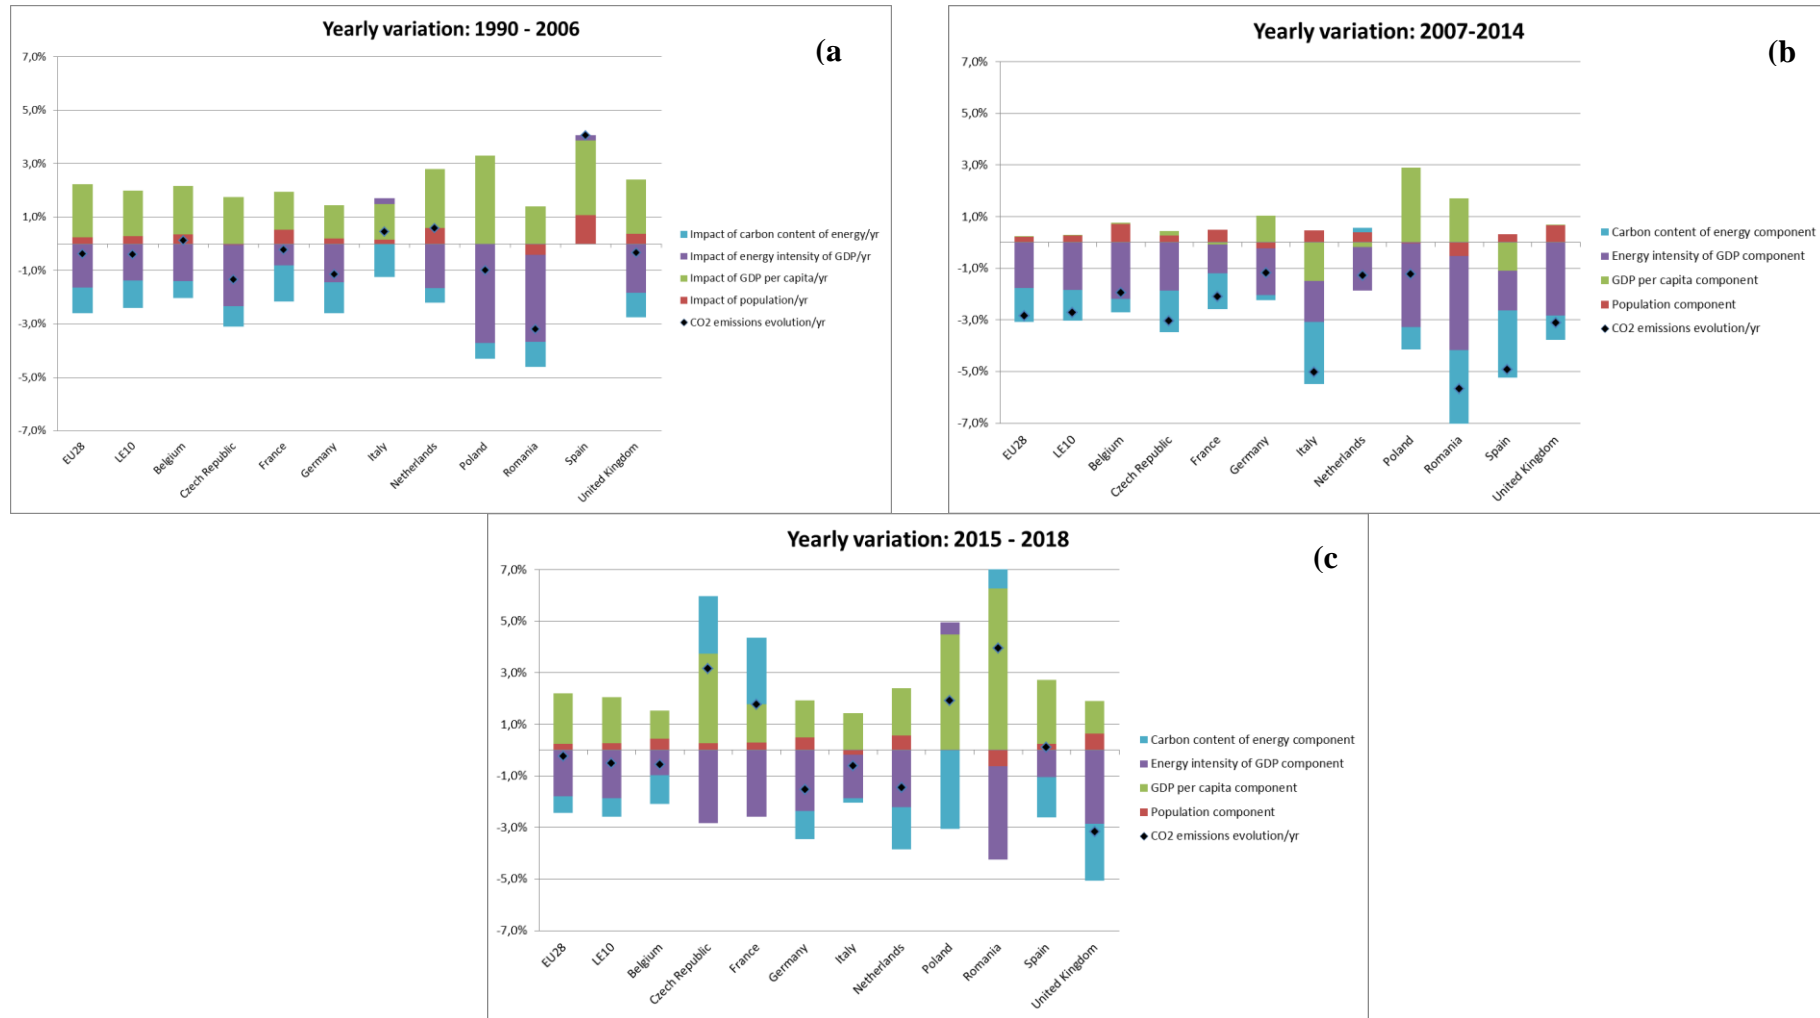 Yearly variation: 1990 - 2006
(a
7,0%
5,0%
3,0%
1,0%
-1,0%
-3,0%
-5,0%
-7,0%
EU28
LE10
Belgium
Czech Republic
France
Germany
Italy
Netherlands
Poland
Romania
Spain
United Kingdom
Impact of carbon content of energy/yr
Impact of energy intensity of GDP/yr
Impact of GDP per capita/yr
Impact of population/yr
CO2 emissions evolution/yr
Yearly variation: 2007-2014
(b
7,0%
5,0%
3,0%
1,0%
-1,0%
-3,0%
-5,0%
-7,0%
EU28
LE10
Belgium
Czech Republic
France
Germany
Italy
Netherlands
Poland
Romania
Spain
United Kingdom
Carbon content of energy component
Energy intensity of GDP component
GDP per capita component
Population component
CO2 emissions evolution/yr
Yearly variation: 2015 - 2018
(c
7,0%
5,0%
3,0%
1,0%
-1,0%
-3,0%
-5,0%
-7,0%
EU28
LE10
Belgium
Czech Republic
France
Germany
Italy
Netherlands
Poland
Romania
Spain
United Kingdom
Carbon content of energy component
Energy intensity of GDP component
GDP per capita component
Population component
CO2 emissions evolution/yr